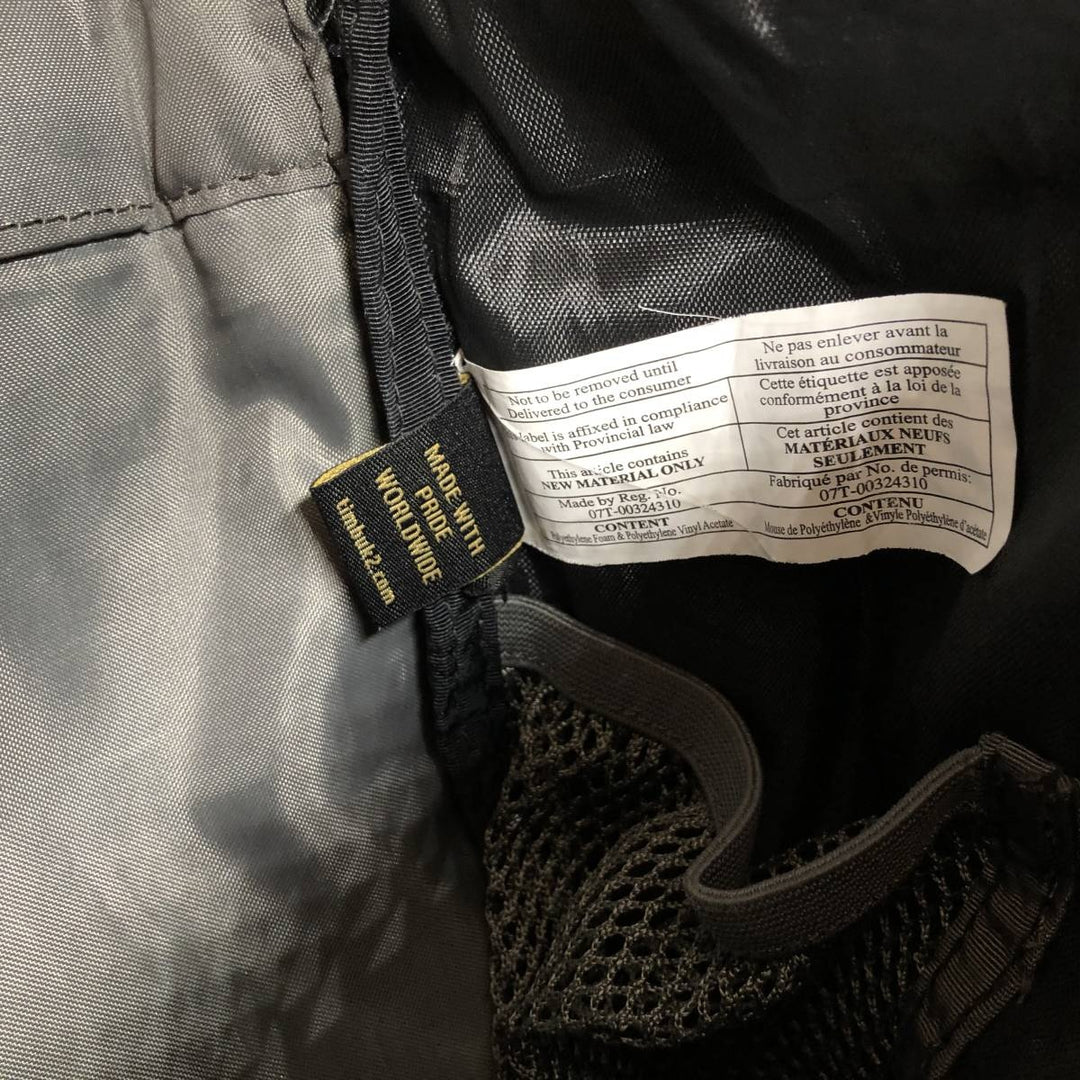 Not to be removed until
Delivered to the consumer
label is affixed in compliance
with Provincial law
This article contains
NEW MATERIAL ONLY
Made by Reg. No.
07T-00324310
CONTENT
Polyethylene Foam & Polyethylene Vinyl Acetate
Ne pas enlever avant la
livraison au consommateur
Cette étiquette est apposée
conformément à la loi de la
province
Cet article contient des
MATÉRIAUX NEUFS
SEULEMENT
Fabriqué par No. de permis:
07T-00324310
CONTENU
Mouse de Polyéthylène & Vinyle Polyéthylène d'acétate
MADE WITH
PRIDE
WORLDWIDE
timbuk2.com